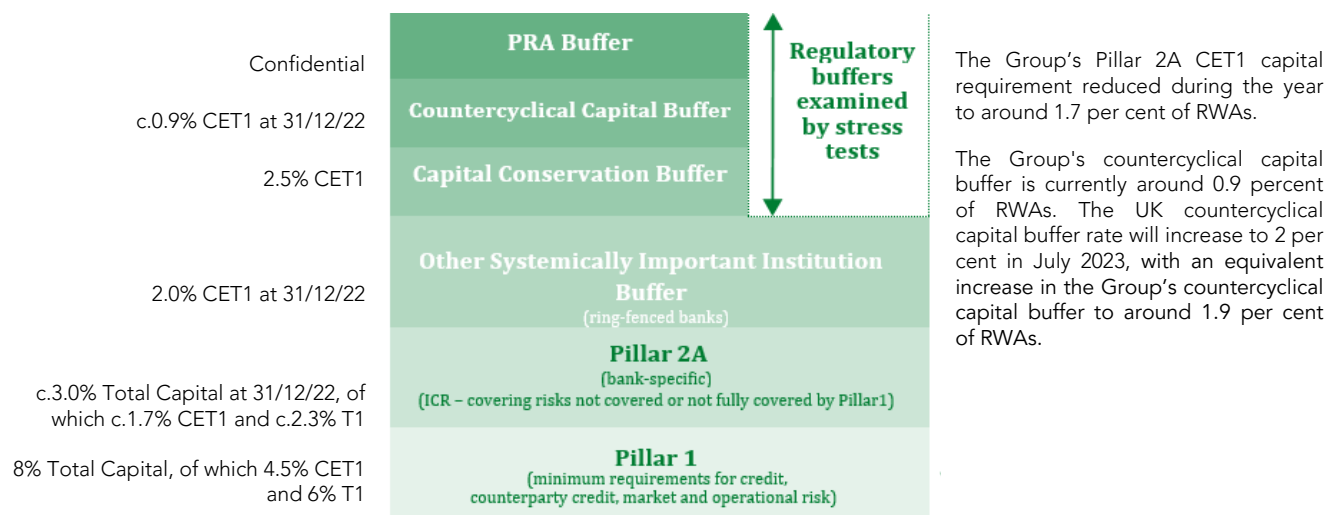 Confidential
c.0.9% CET1 at 31/12/22
2.5% CET1
2.0% CET1 at 31/12/22
c.3.0% Total Capital at 31/12/22, of
which c.1.7% CET1 and c.2.3% T1
8% Total Capital, of which 4.5% CET1
and 6% T1
PRA Buffer
Countercyclical Capital Buffer
Capital Conservation Buffer
Regulatory
buffers
examined
by stress
tests
Other Systemically Important Institution
Buffer
(ring-fenced banks)
Pillar 2A
(bank-specific)
(ICR – covering risks not covered or not fully covered by Pillar1)
Pillar 1
(minimum requirements for credit,
counterparty credit, market and operational risk)
The Group’s Pillar 2A CET1 capital
requirement reduced during the year
to around 1.7 per cent of RWAs.
The Group's countercyclical capital
buffer is currently around 0.9 percent
of RWAs. The UK countercyclical
capital buffer rate will increase to 2 per
cent in July 2023, with an equivalent
increase in the Group’s countercyclical
capital buffer to around 1.9 per cent
of RWAs.